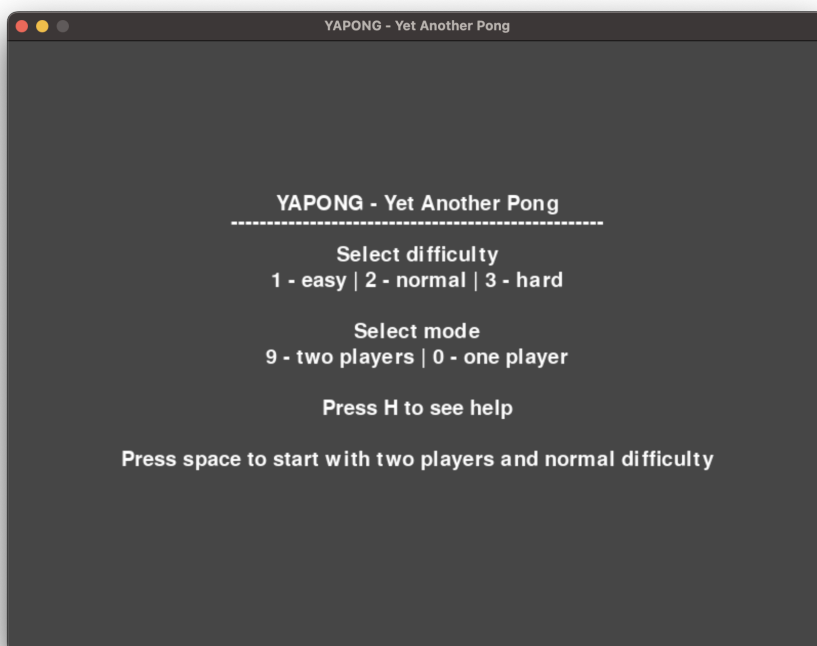 YAPONG - Yet Another Pong
YAPONG - Yet Another Pong
----------------------------------------------------
Select difficulty
1 - easy | 2 - normal | 3 - hard
Select mode
9 - two players | 0 - one player
Press H to see help
Press space to start with two players and normal difficulty